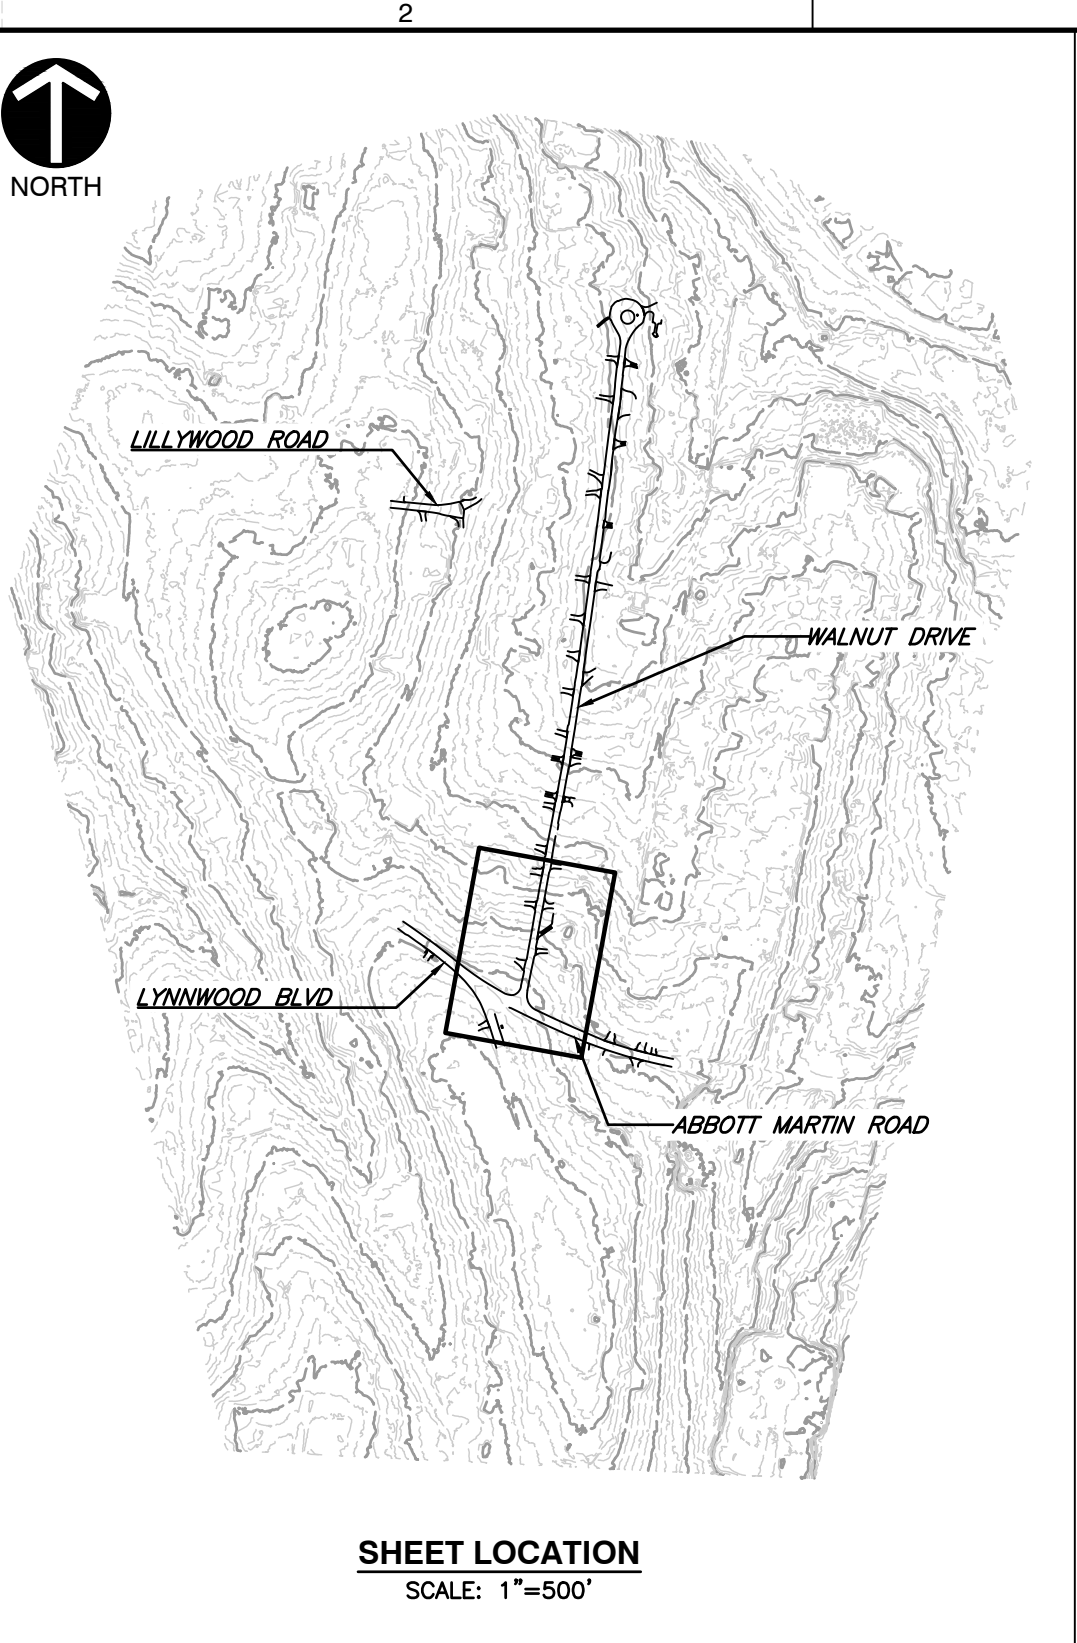 2
NORTH
LILLYWOOD ROAD
WALNUT DRIVE
LYNNWOOD BLVD
ABBOTT MARTIN ROAD
SHEET LOCATION
SCALE: 1"=500'